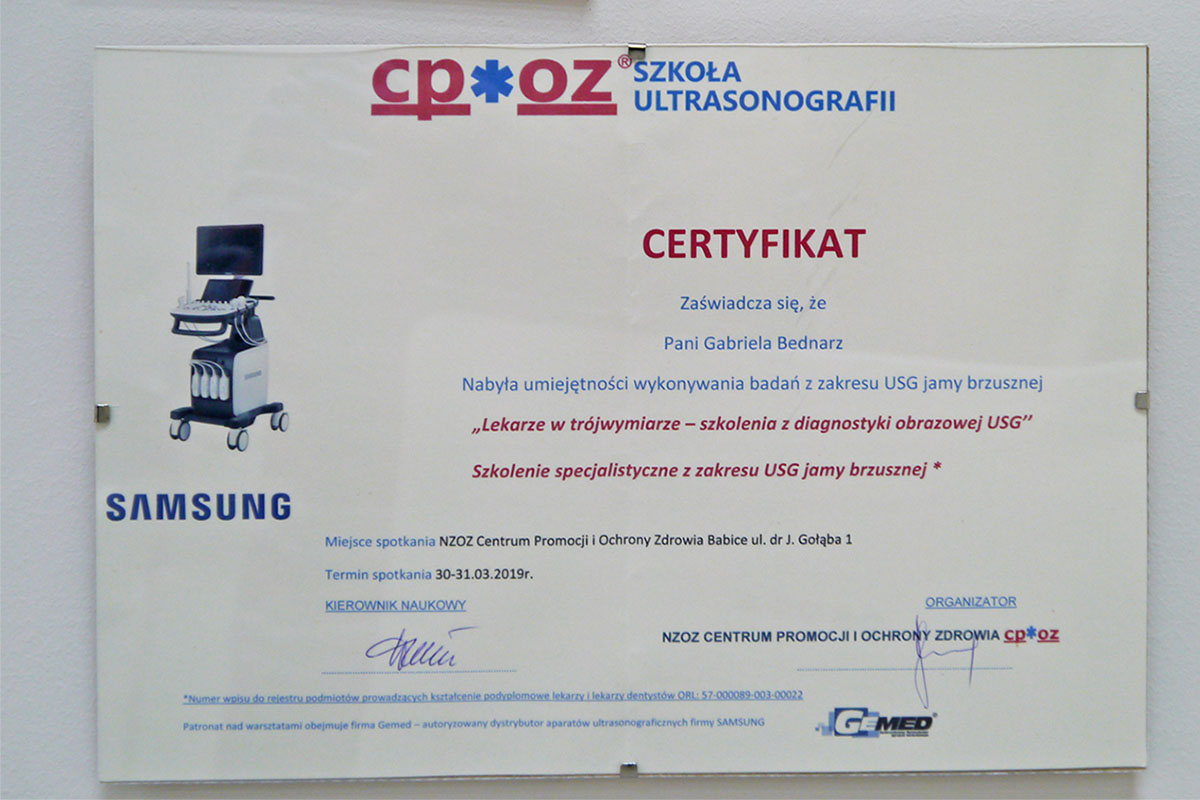 cp*oz® SZKOŁA
ULTRASONOGRAFII
CERTYFIKAT
Zaświadcza się, że
Pani Gabriela Bednarz
Nabyła umiejętności wykonywania badań z zakresu USG jamy brzusznej
„Lekarze w trójwymiarze – szkolenia z diagnostyki obrazowej USG”
Szkolenie specjalistyczne z zakresu USG jamy brzusznej *
SAMSUNG
Miejsce spotkania NZOZ Centrum Promocji i Ochrony Zdrowia Babice ul. dr J. Gołąba 1
Termin spotkania 30-31.03.2019r.
KIEROWNIK NAUKOWY
ORGANIZATOR
NZOZ CENTRUM PROMOCJI I OCHRONY ZDROWIA cp*oz
*Numer wpisu do rejestru podmiotów prowadzących kształcenie podyplomowe lekarzy i lekarzy dentystów ORL: 57-000089-003-00022
Patronat nad warsztatami obejmuje firma Gemed – autoryzowany dystrybutor aparatów ultrasonograficznych firmy SAMSUNG
GEMED